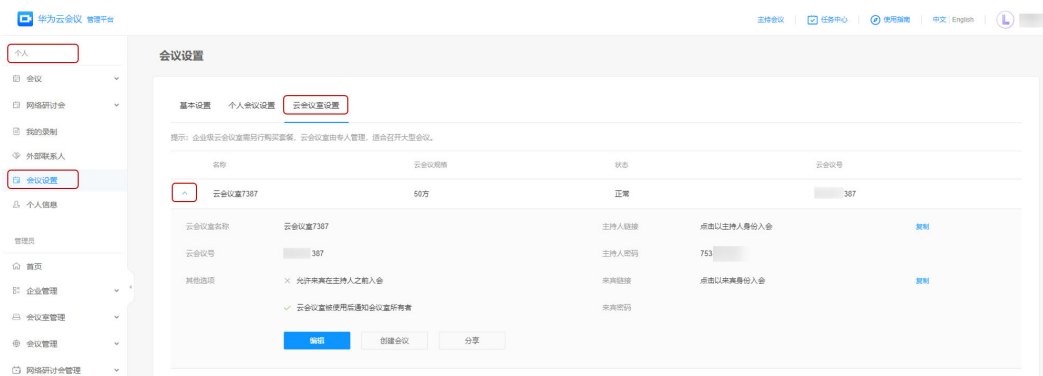 华为云会议 管理平台
主持会议 任务中心 使用指南 中文 English L
个人
会议
网络研讨会
我的录制
外部联系人
会议设置
个人信息
管理员
首页
企业管理
会议室管理
会议管理
网络研讨会管理
会议设置
基本设置 个人会议设置 云会议室设置
提示：企业级云会议室需另行购买套餐，云会议室由专人管理，适合召开大型会议。
名称 云会议规格 状态 云会议号
云会议室7387 50方 正常 387
云会议室名称 云会议室7387 主持人链接 点击以主持人身份入会 复制
云会议号 387 主持人密码 753
其他选项 × 允许来宾在主持人之前入会 来宾链接 点击以来宾身份入会 复制
✓ 云会议室被使用后通知会议室所有者 来宾密码
编辑 创建会议 分享